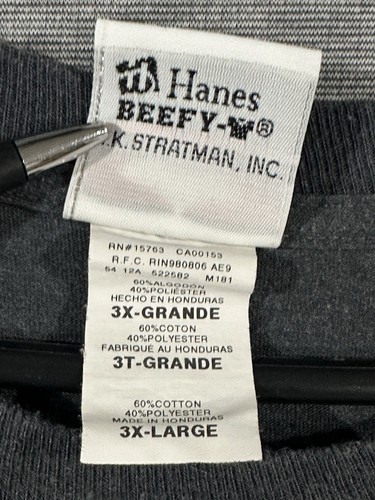 Hanes
BEEFY-®
.K. STRATMAN, INC.
RN#15763 CA00153
R.F.C. RIN980806 AE9
54 12A 522582 M181
60%ALGODON
40%POLIÉSTER
HECHO EN HONDURAS
3X-GRANDE
60%COTON
40%POLYESTER
FABRIQUÉ AU HONDURAS
3T-GRANDE
60%COTTON
40%POLYESTER
MADE IN HONDURAS
3X-LARGE